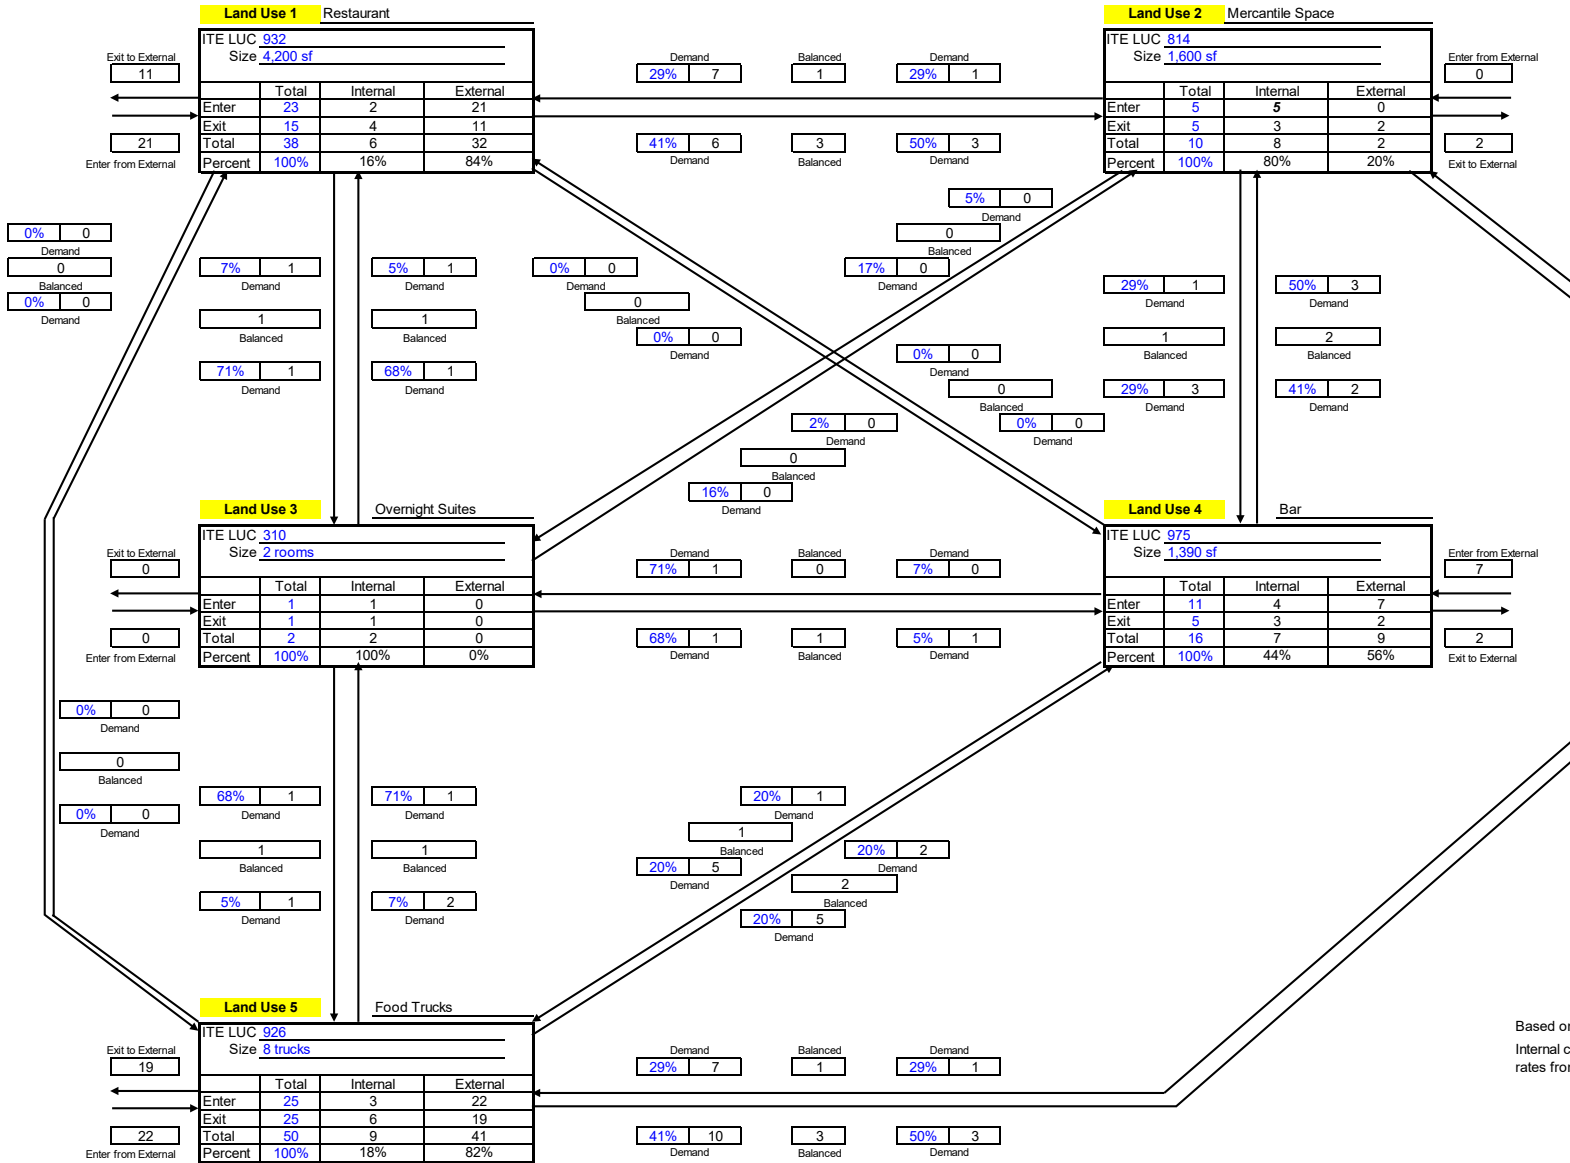 Land Use 1 Restaurant
Land Use 2 Mercantile Space
ITE LUC 932
Size 4,200 sf
ITE LUC 814
Size 1,600 sf
Exit to External
11
Demand Balanced Demand
29% 7 1 29% 1
Enter from External
0
Total Internal External
Enter 23 2 21
Exit 15 4 11
Total 38 6 32
Percent 100% 16% 84%
Total Internal External
Enter 5 5 0
Exit 5 3 2
Total 10 8 2
Percent 100% 80% 20%
21
Enter from External
41% 6 3 50% 3
Demand Balanced Demand
2
Exit to External
5% 0
Demand
0
Balanced
17% 0
Demand
0% 0
Demand
0
Balanced
0% 0
Demand
7% 1
Demand
1
Balanced
71% 1
Demand
5% 1
Demand
1
Balanced
68% 1
Demand
0% 0
Demand
0
Balanced
0% 0
Demand
0% 0
Demand
0
Balanced
0% 0
Demand
2% 0
Demand
0
Balanced
16% 0
Demand
29% 1
Demand
1
Balanced
29% 3
Demand
50% 3
Demand
2
Balanced
41% 2
Demand
Land Use 3 Overnight Suites
Land Use 4 Bar
ITE LUC 310
Size 2 rooms
ITE LUC 975
Size 1,390 sf
Exit to External
0
Demand Balanced Demand
71% 1 0 7% 0
Enter from External
7
Total Internal External
Enter 1 1 0
Exit 1 1 0
Total 2 2 0
Percent 100% 100% 0%
Total Internal External
Enter 11 4 7
Exit 5 3 2
Total 16 7 9
Percent 100% 44% 56%
0
Enter from External
68% 1 1 5% 1
Demand Balanced Demand
2
Exit to External
0% 0
Demand
0
Balanced
0% 0
Demand
68% 1
Demand
1
Balanced
5% 1
Demand
71% 1
Demand
1
Balanced
7% 2
Demand
20% 1
Demand
1
Balanced
20% 5
Demand
20% 2
Demand
2
Balanced
20% 5
Demand
Land Use 5 Food Trucks
ITE LUC 926
Size 8 trucks
Based o
Internal c
rates fro
Exit to External
19
Demand Balanced Demand
29% 7 1 29% 1
Total Internal External
Enter 25 3 22
Exit 25 6 19
Total 50 9 41
Percent 100% 18% 82%
22
Enter from External
41% 10 3 50% 3
Demand Balanced Demand